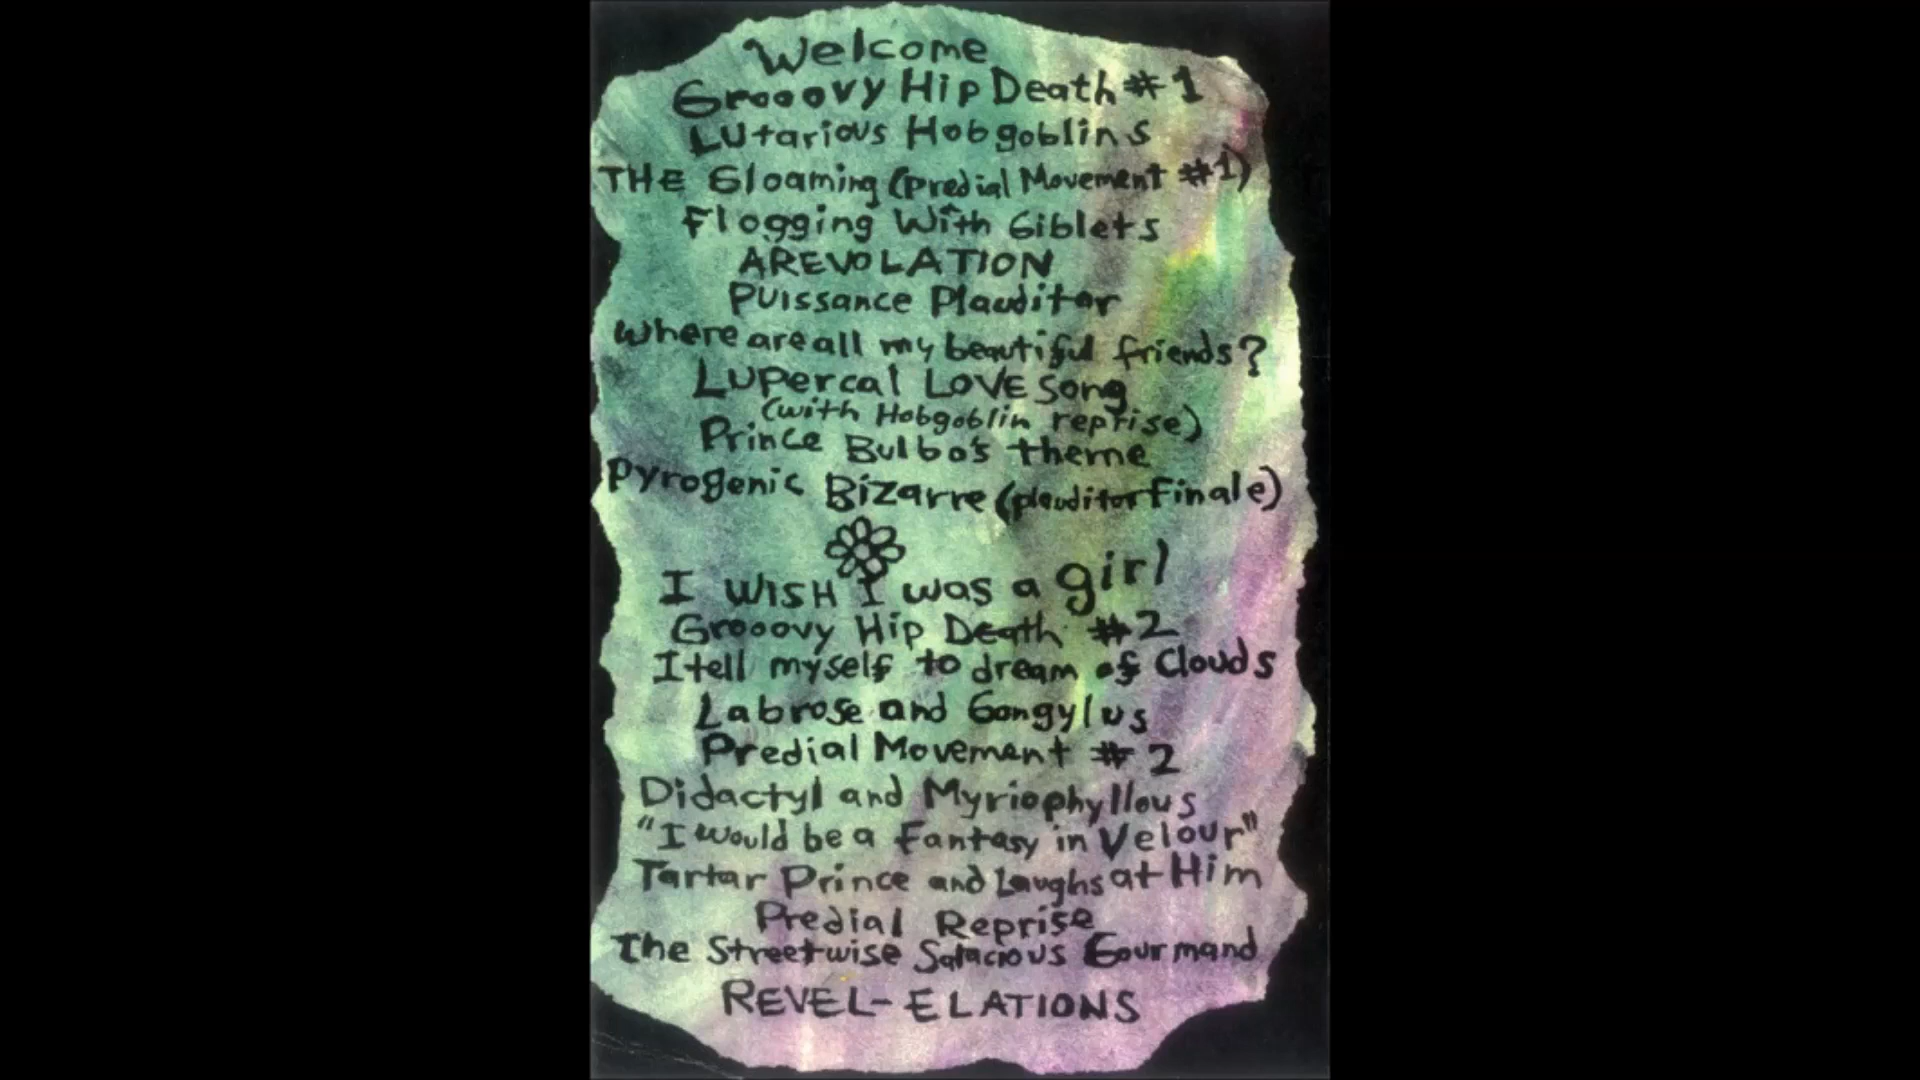 Welcome
Grooovy Hip Death #1
LUtarious Hobgoblins
THE Gloaming (Predial Movement #1)
Flogging With Giblets
AREVOLATION
Puissance Plauditor
where are all my beautiful friends?
Lupercal LOVE Song
(with Hobgoblin reprise)
Prince Bulbo's theme
Pyrogenic Bizarre (plauditor Finale)
I WISH I was a girl
Grooovy Hip Death #2
I tell myself to dream of Clouds
Labrose and Gongylus
Predial Movement #2
Didactyl and Myriophyllous
"I would be a Fantasy in Velour"
Tartar Prince and Laughs at Him
Predial Reprise
The Streetwise Salacious Gourmand
REVEL-ELATIONS